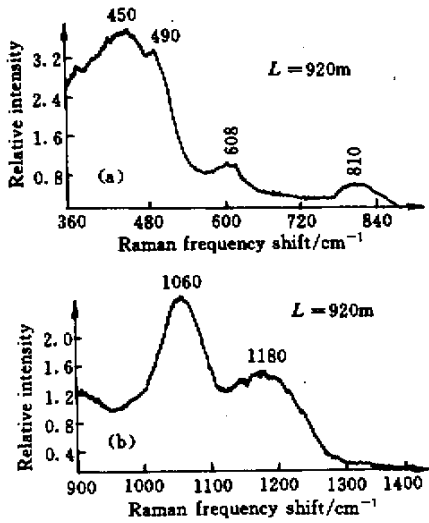 450
490
L=920m
608
810
3.2
2.4
1.6
0.8
Relative intensity
(a)
360 480 600 720 840
Raman frequency shift/cm⁻¹
1060
L=920m
1180
2.0
1.6
1.2
0.8
0.4
Relative intensity
(b)
900 1000 1100 1200 1300 1400
Raman frequency shift/cm⁻¹